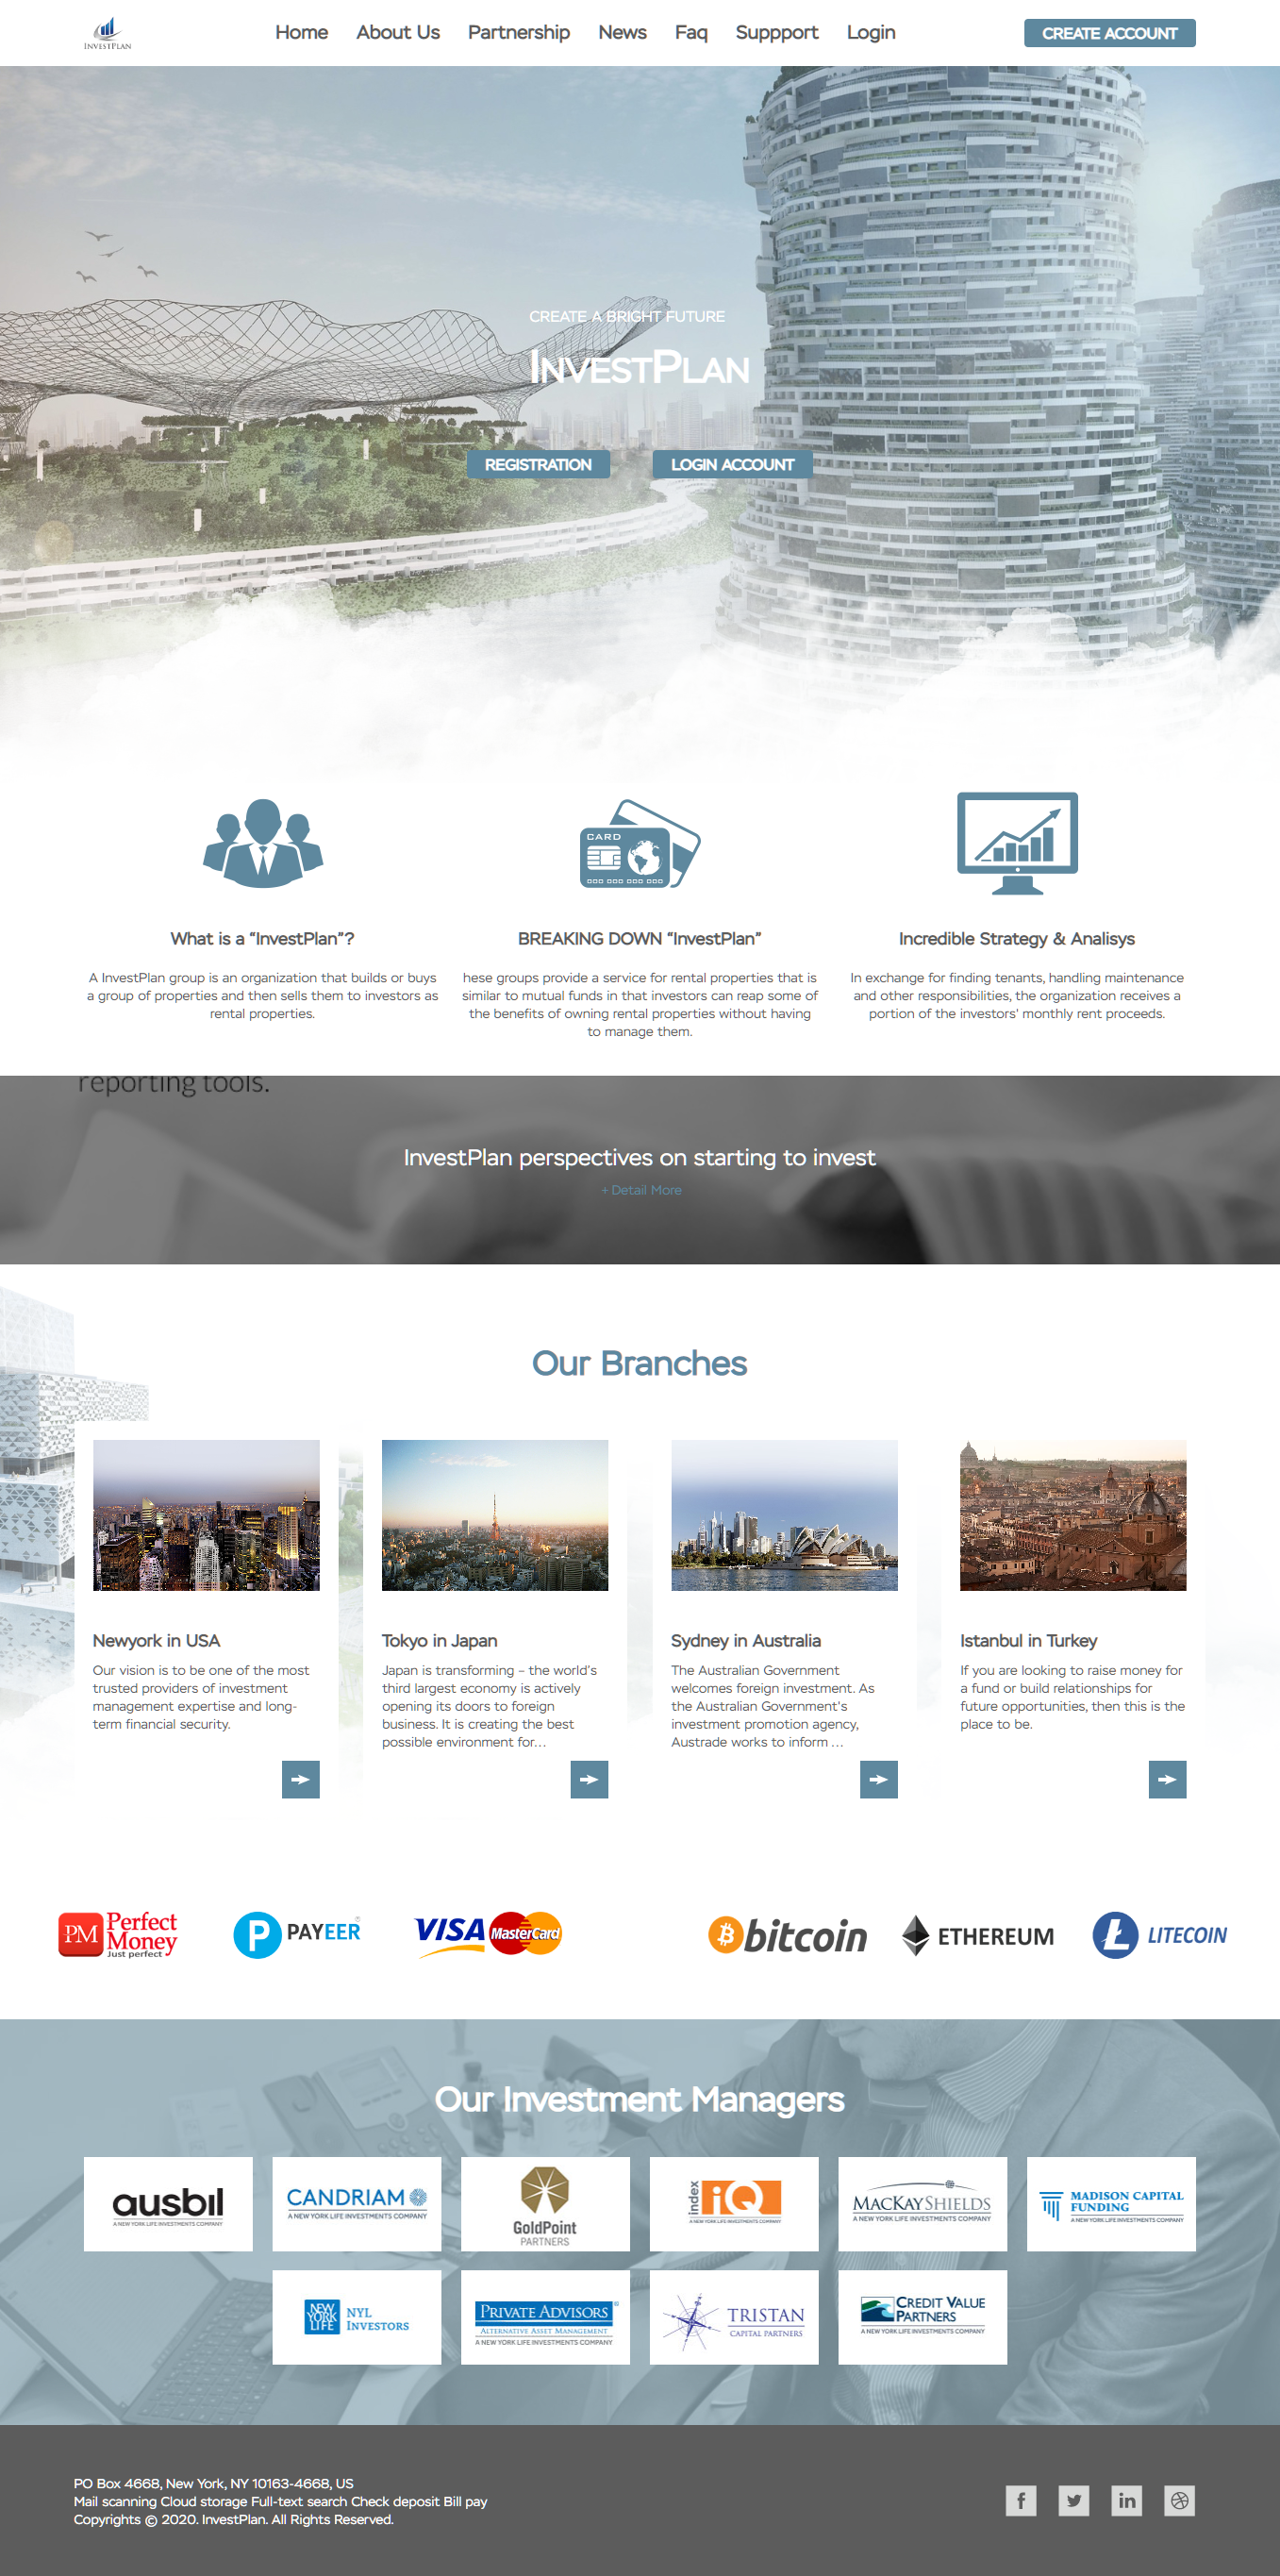 INVESTPLAN
Home About Us Partnership News Faq Suppport Login
CREATE ACCOUNT
CREATE A BRIGHT FUTURE
INVESTPLAN
REGISTRATION LOGIN ACCOUNT
CARD
What is a “InvestPlan”?
A InvestPlan group is an organization that builds or buys
a group of properties and then sells them to investors as
rental properties.
BREAKING DOWN “InvestPlan”
hese groups provide a service for rental properties that is
similar to mutual funds in that investors can reap some of
the benefits of owning rental properties without having
to manage them.
Incredible Strategy & Analisys
In exchange for finding tenants, handling maintenance
and other responsibilities, the organization receives a
portion of the investors' monthly rent proceeds.
reporting tools.
InvestPlan perspectives on starting to invest
+ Detail More
Our Branches
Newyork in USA
Our vision is to be one of the most
trusted providers of investment
management expertise and long-
term financial security.
Tokyo in Japan
Japan is transforming – the world's
third largest economy is actively
opening its doors to foreign
business. It is creating the best
possible environment for...
Sydney in Australia
The Australian Government
welcomes foreign investment. As
the Australian Government's
investment promotion agency,
Austrade works to inform ...
Istanbul in Turkey
If you are looking to raise money for
a fund or build relationships for
future opportunities, then this is the
place to be.
PM Perfect
Money
Just perfect
P PAYEER
VISA MasterCard
bitcoin
ETHEREUM
LITECOIN
Our Investment Managers
ausbil
A NEW YORK LIFE INVESTMENTS COMPANY
CANDRIAM
A NEW YORK LIFE INVESTMENTS COMPANY
GoldPoint
PARTNERS
index IQ
A NEW YORK LIFE INVESTMENTS COMPANY
MACKAY SHIELDS
A NEW YORK LIFE INVESTMENTS COMPANY
MADISON CAPITAL
FUNDING
A NEW YORK LIFE INVESTMENTS COMPANY
NEW
YORK
LIFE
NYL
INVESTORS
PRIVATE ADVISORS
ALTERNATIVE ASSET MANAGEMENT
A NEW YORK LIFE INVESTMENTS COMPANY
TRISTAN
CAPITAL PARTNERS
CREDIT VALUE
PARTNERS
A NEW YORK LIFE INVESTMENTS COMPANY
PO Box 4668, New York, NY 10163-4668, US
Mail scanning Cloud storage Full-text search Check deposit Bill pay
Copyrights © 2020. InvestPlan. All Rights Reserved.